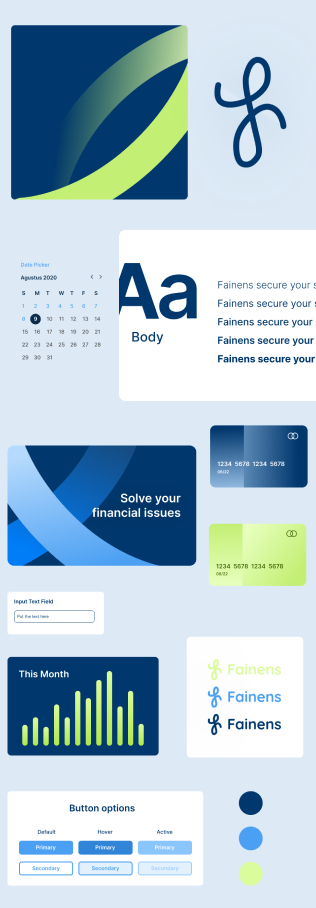 Date Picker
Agustus 2020
S M T W T F S
1 2 3 4 5 6 7
8 9 10 11 12 13 14
15 16 17 18 19 20 21
22 23 24 25 26 27 28
29 30 31
Aa
Body
Fainens secure your s
Fainens secure your s
Fainens secure your
Fainens secure your
Fainens secure your
Solve your
financial issues
1234 5678 1234 5678
06/22
1234 5678 1234 5678
06/22
Input Text Field
Put the text here
This Month
Fainens
Fainens
Fainens
Button options
Default Hover Active
Primary Primary Primary
Secondary Secondary Secondary